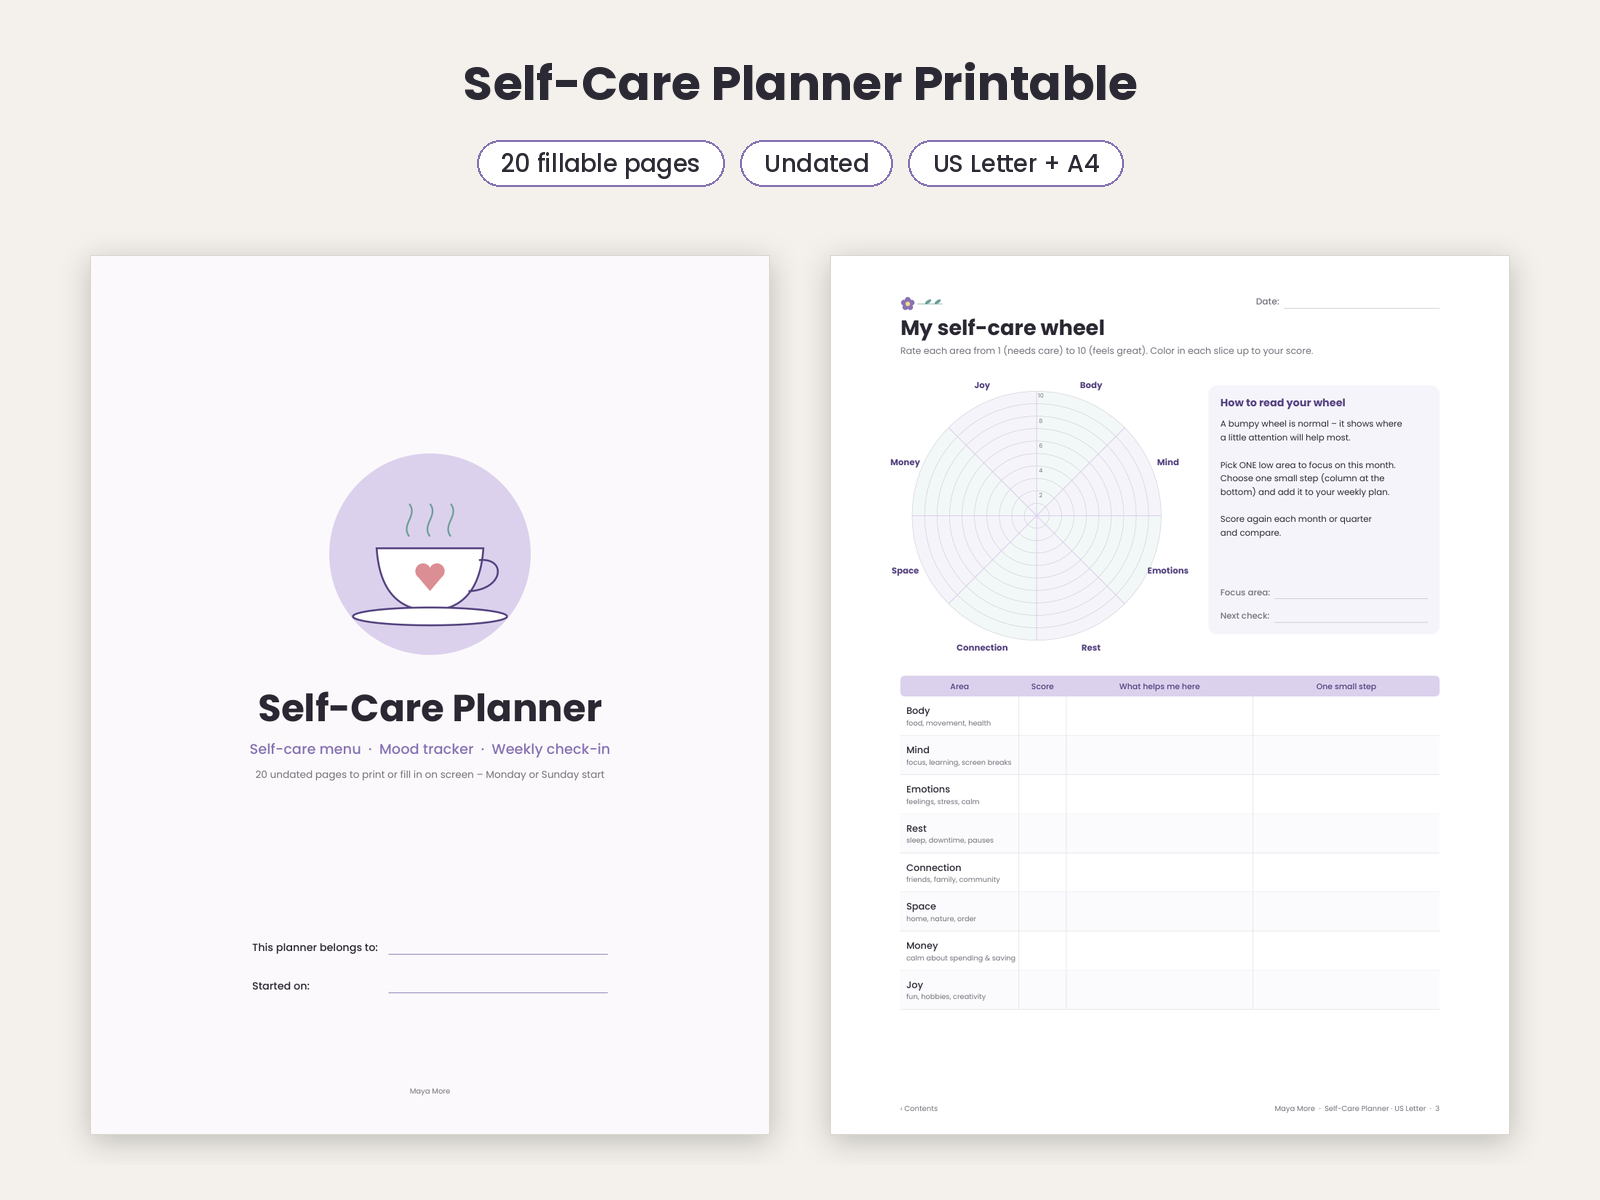 Self-Care Planner Printable
20 fillable pages
Undated
US Letter + A4
Self-Care Planner
Self-care menu · Mood tracker · Weekly check-in
20 undated pages to print or fill in on screen – Monday or Sunday start
This planner belongs to:
Started on:
Maya More
Date:
My self-care wheel
Rate each area from 1 (needs care) to 10 (feels great). Color in each slice up to your score.
Joy
Body
Money
Mind
Space
Emotions
Connection
Rest
10
8
6
4
2
How to read your wheel
A bumpy wheel is normal – it shows where
a little attention will help most.
Pick ONE low area to focus on this month.
Choose one small step (column at the
bottom) and add it to your weekly plan.
Score again each month or quarter
and compare.
Focus area:
Next check:
Area Score What helps me here One small step
Body
food, movement, health
Mind
focus, learning, screen breaks
Emotions
feelings, stress, calm
Rest
sleep, downtime, pauses
Connection
friends, family, community
Space
home, nature, order
Money
calm about spending & saving
Joy
fun, hobbies, creativity
‹ Contents
Maya More · Self-Care Planner · US Letter · 3